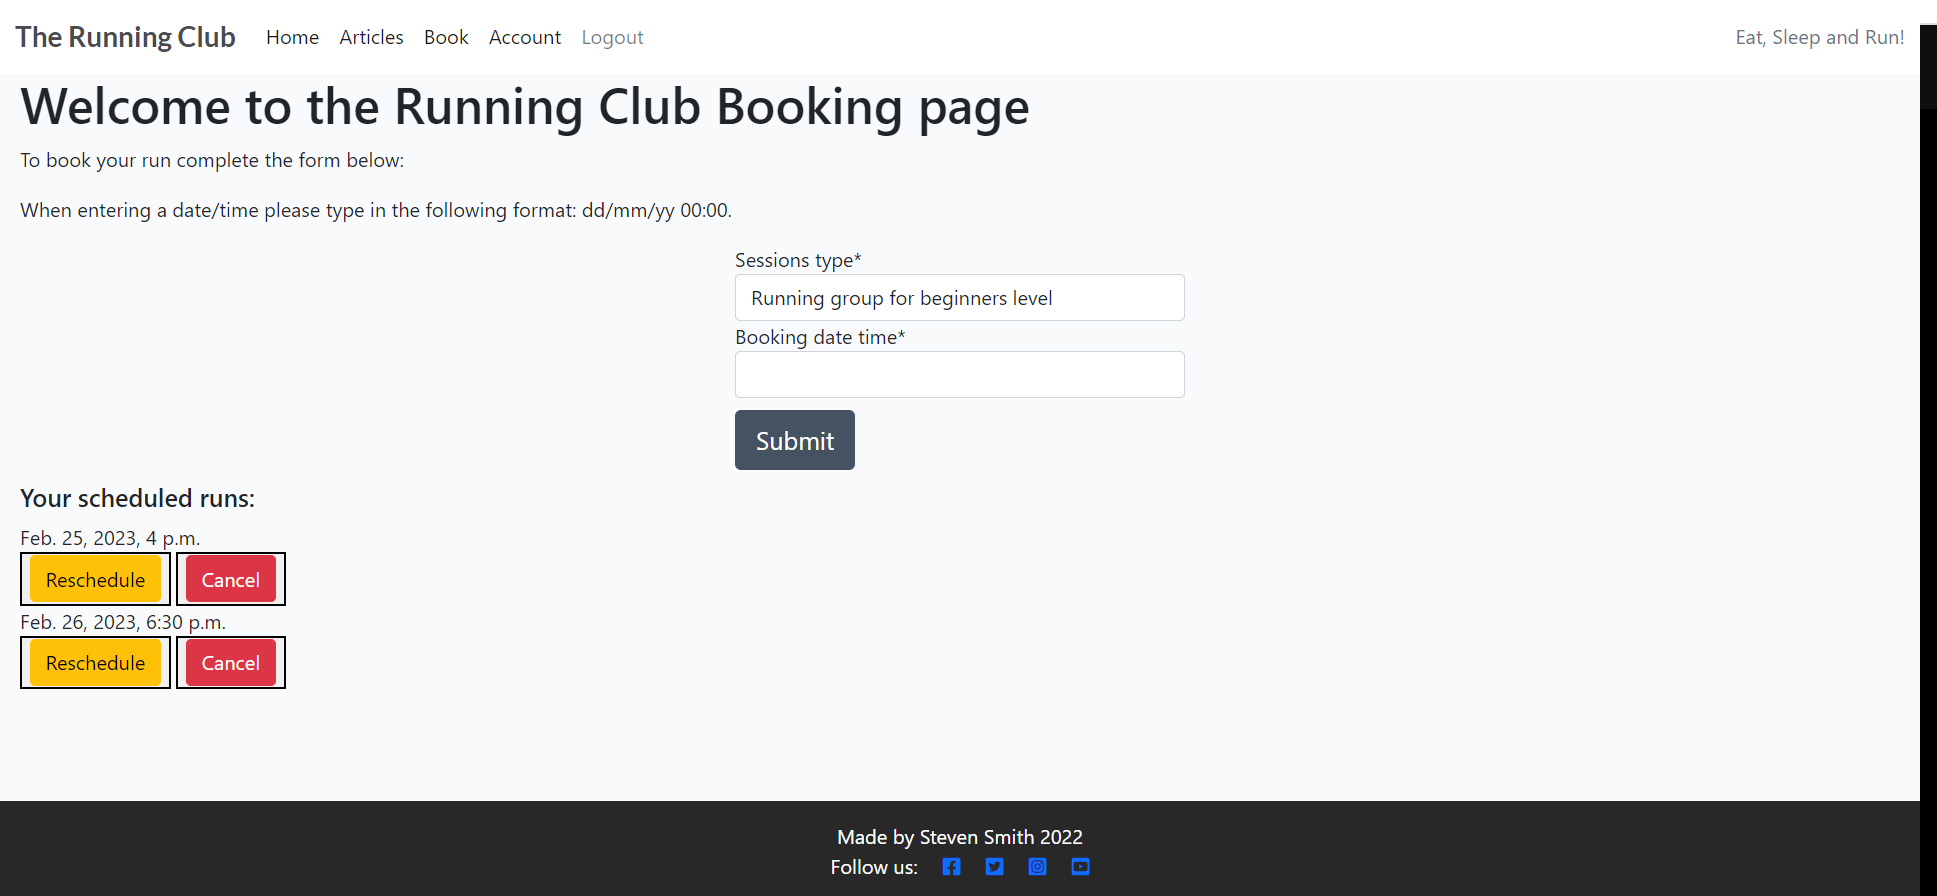 The Running Club Home Articles Book Account Logout Eat, Sleep and Run!
Welcome to the Running Club Booking page
To book your run complete the form below:
When entering a date/time please type in the following format: dd/mm/yy 00:00.
Sessions type*
Running group for beginners level
Booking date time*
Submit
Your scheduled runs:
Feb. 25, 2023, 4 p.m.
Reschedule Cancel
Feb. 26, 2023, 6:30 p.m.
Reschedule Cancel
Made by Steven Smith 2022
Follow us: